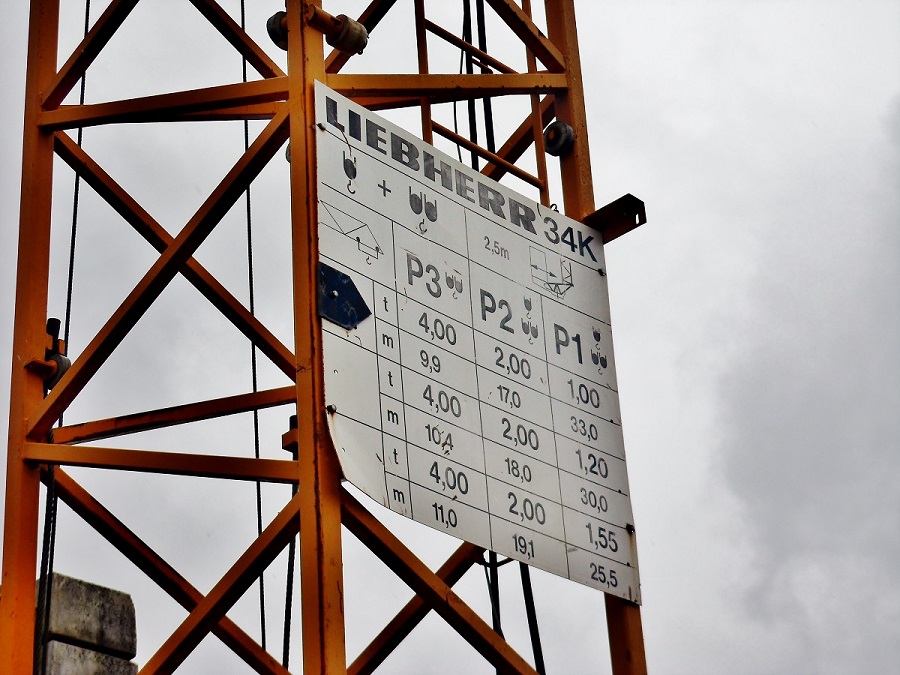 LIEBHERR 34K
+ 2,5m
P3 P2 P1
t 4,00 2,00 1,00
m 9,9 17,0 33,0
t 4,00 2,00 1,20
m 10,4 18,0 30,0
t 4,00 2,00 1,55
m 11,0 19,1 25,5